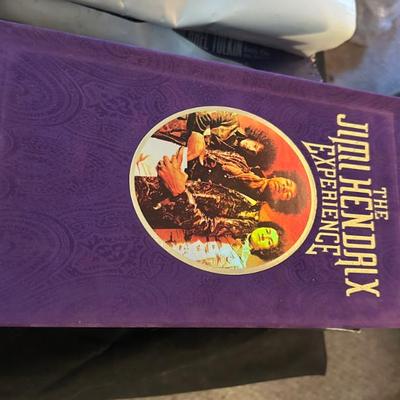 THE
JIMI HENDRIX
EXPERIENCE